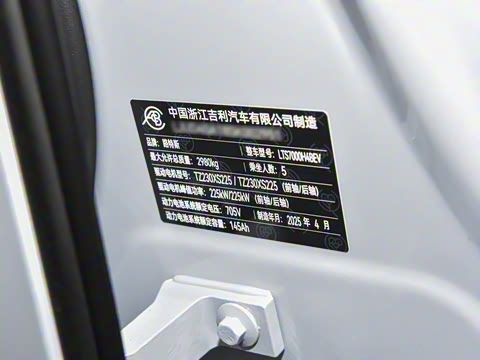 中国浙江吉利汽车有限公司制造
品牌：路特斯 整车型号：LTS7000H4BEV
最大允许总质量：2980kg 乘坐人数：5
驱动电机型号：TZ230XS225 / TZ230XS225 (前轴/后轴)
驱动电机峰值功率：225kW/225kW (前轴/后轴)
动力电池系统额定电压：705V 制造年月：2025 年 4 月
动力电池系统额定容量：145Ah